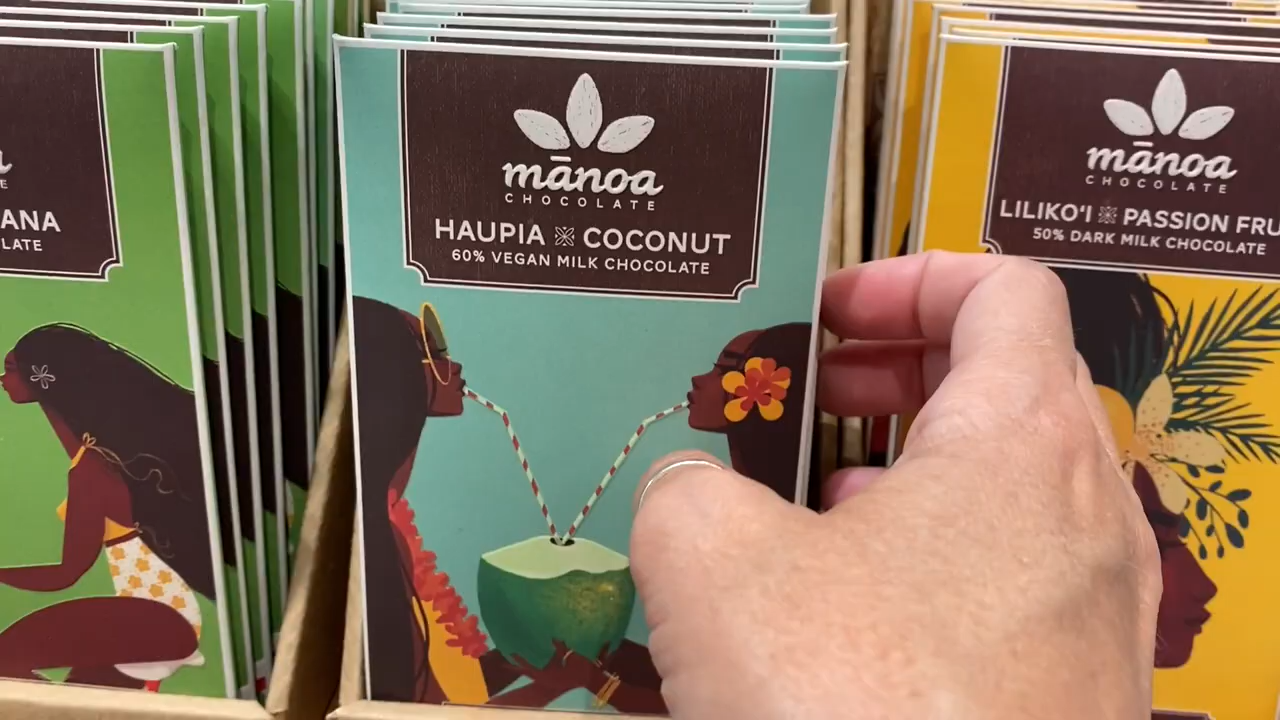 ANA
LATE
mānoa
CHOCOLATE
HAUPIA COCONUT
60% VEGAN MILK CHOCOLATE
mānoa
CHOCOLATE
LILIKOʻI PASSION FRU
50% DARK MILK CHOCOLATE